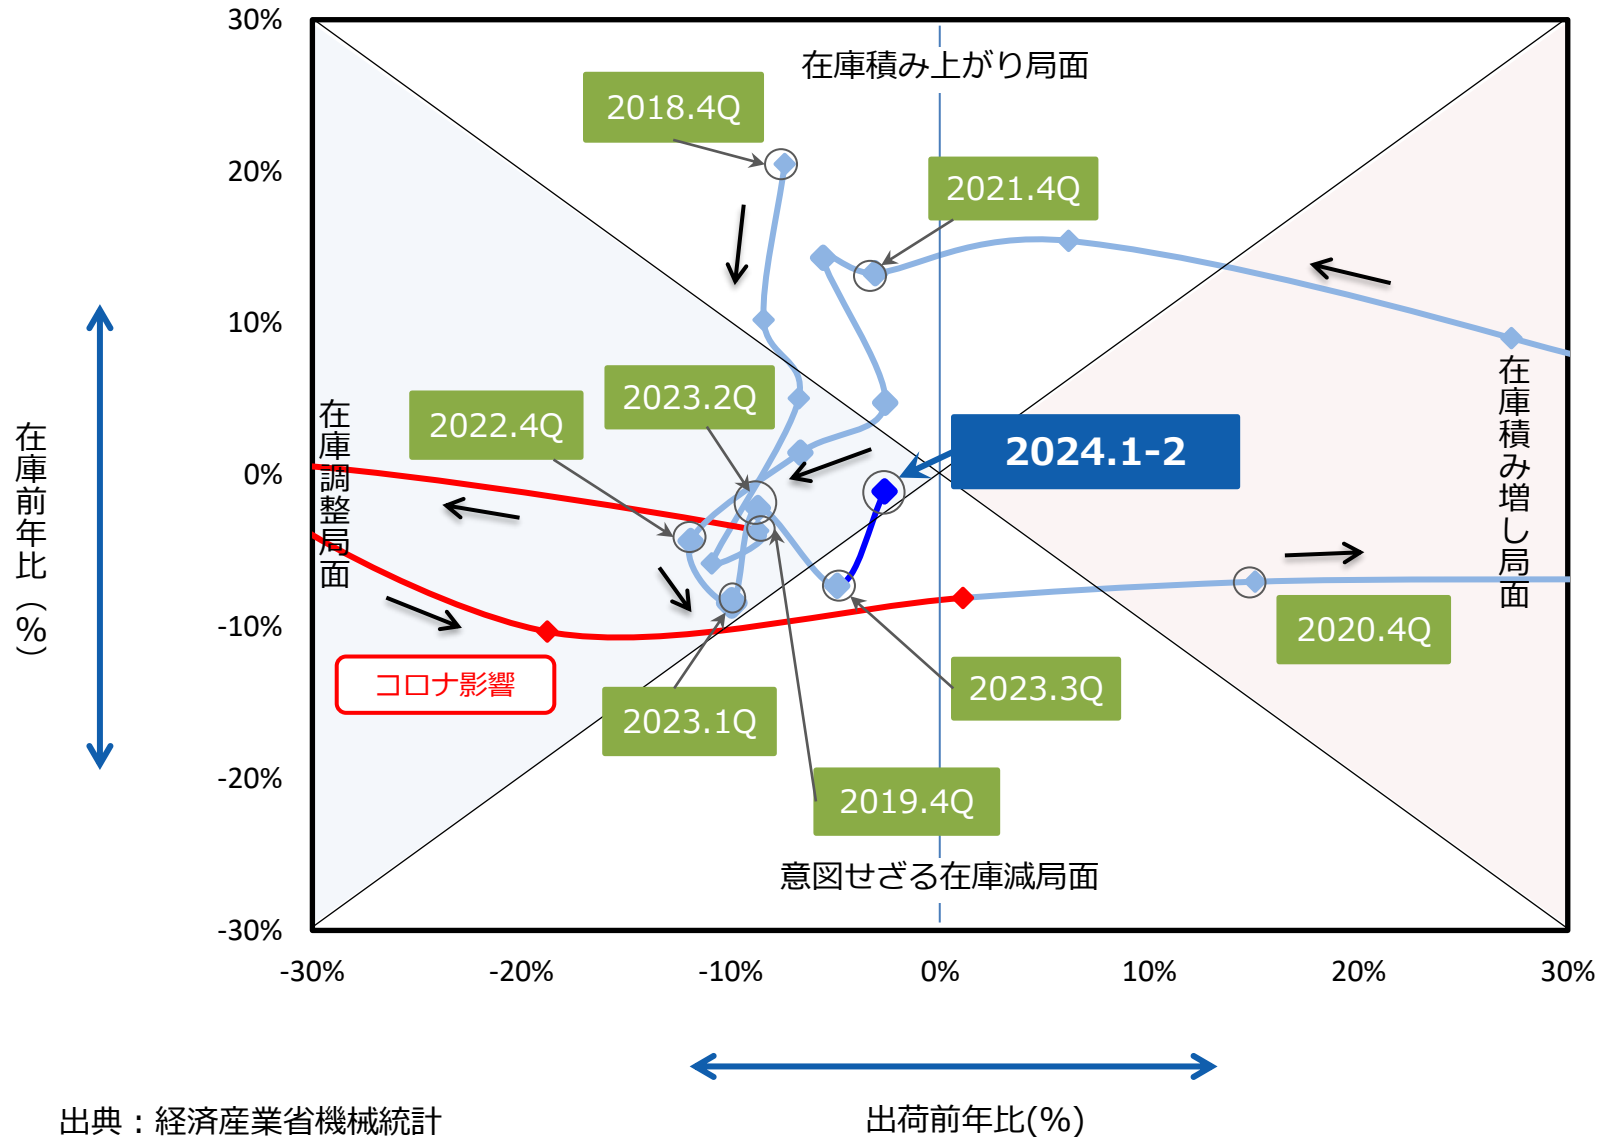 30%
在庫積み上がり局面
2018.4Q
20%
2021.4Q
10%
在庫積み増し局面
2023.2Q
2022.4Q
在庫調整局面
在庫前年比(%)
2024.1-2
0%
-10%
2020.4Q
コロナ影響
2023.3Q
2023.1Q
-20%
2019.4Q
意図せざる在庫減局面
-30%
-30%
-20%
-10%
0%
10%
20%
30%
出典：経済産業省機械統計
出荷前年比(%)